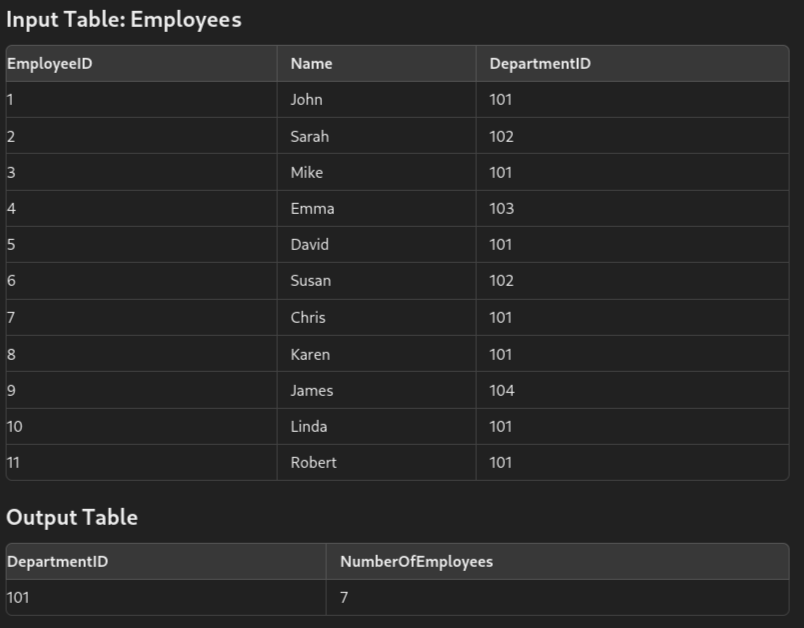 Input Table: Employees
EmployeeID Name DepartmentID
1 John 101
2 Sarah 102
3 Mike 101
4 Emma 103
5 David 101
6 Susan 102
7 Chris 101
8 Karen 101
9 James 104
10 Linda 101
11 Robert 101
Output Table
DepartmentID NumberOfEmployees
101 7